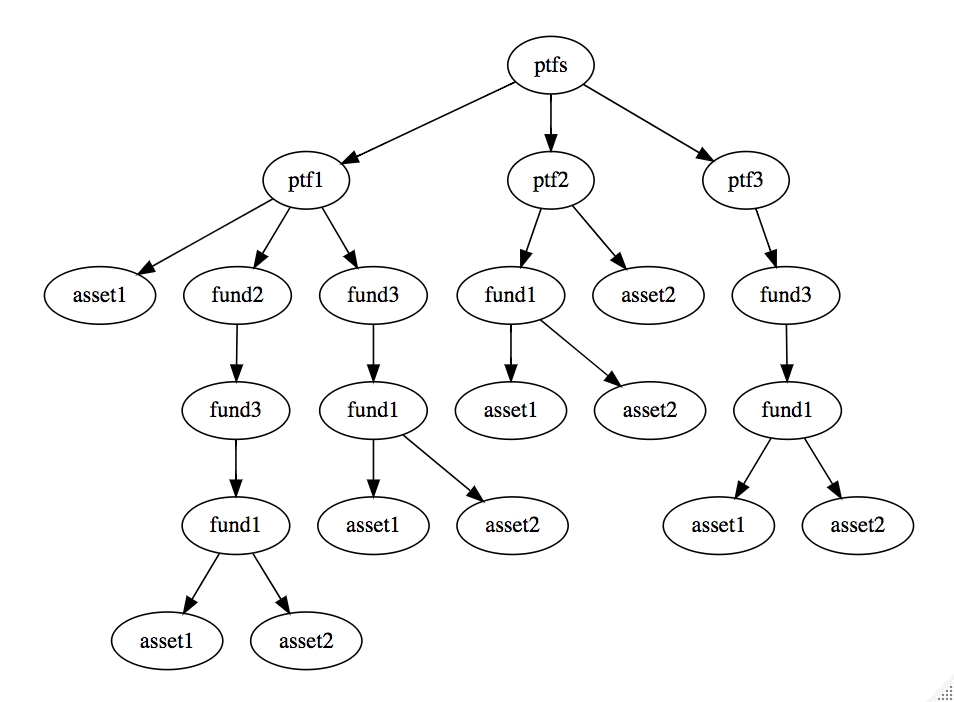 ptfs
ptf1 ptf2 ptf3
asset1 fund2 fund3 fund1 asset2 fund3
fund3 fund1 asset1 asset2 fund1
fund1 asset1 asset2 asset1 asset2
asset1 asset2